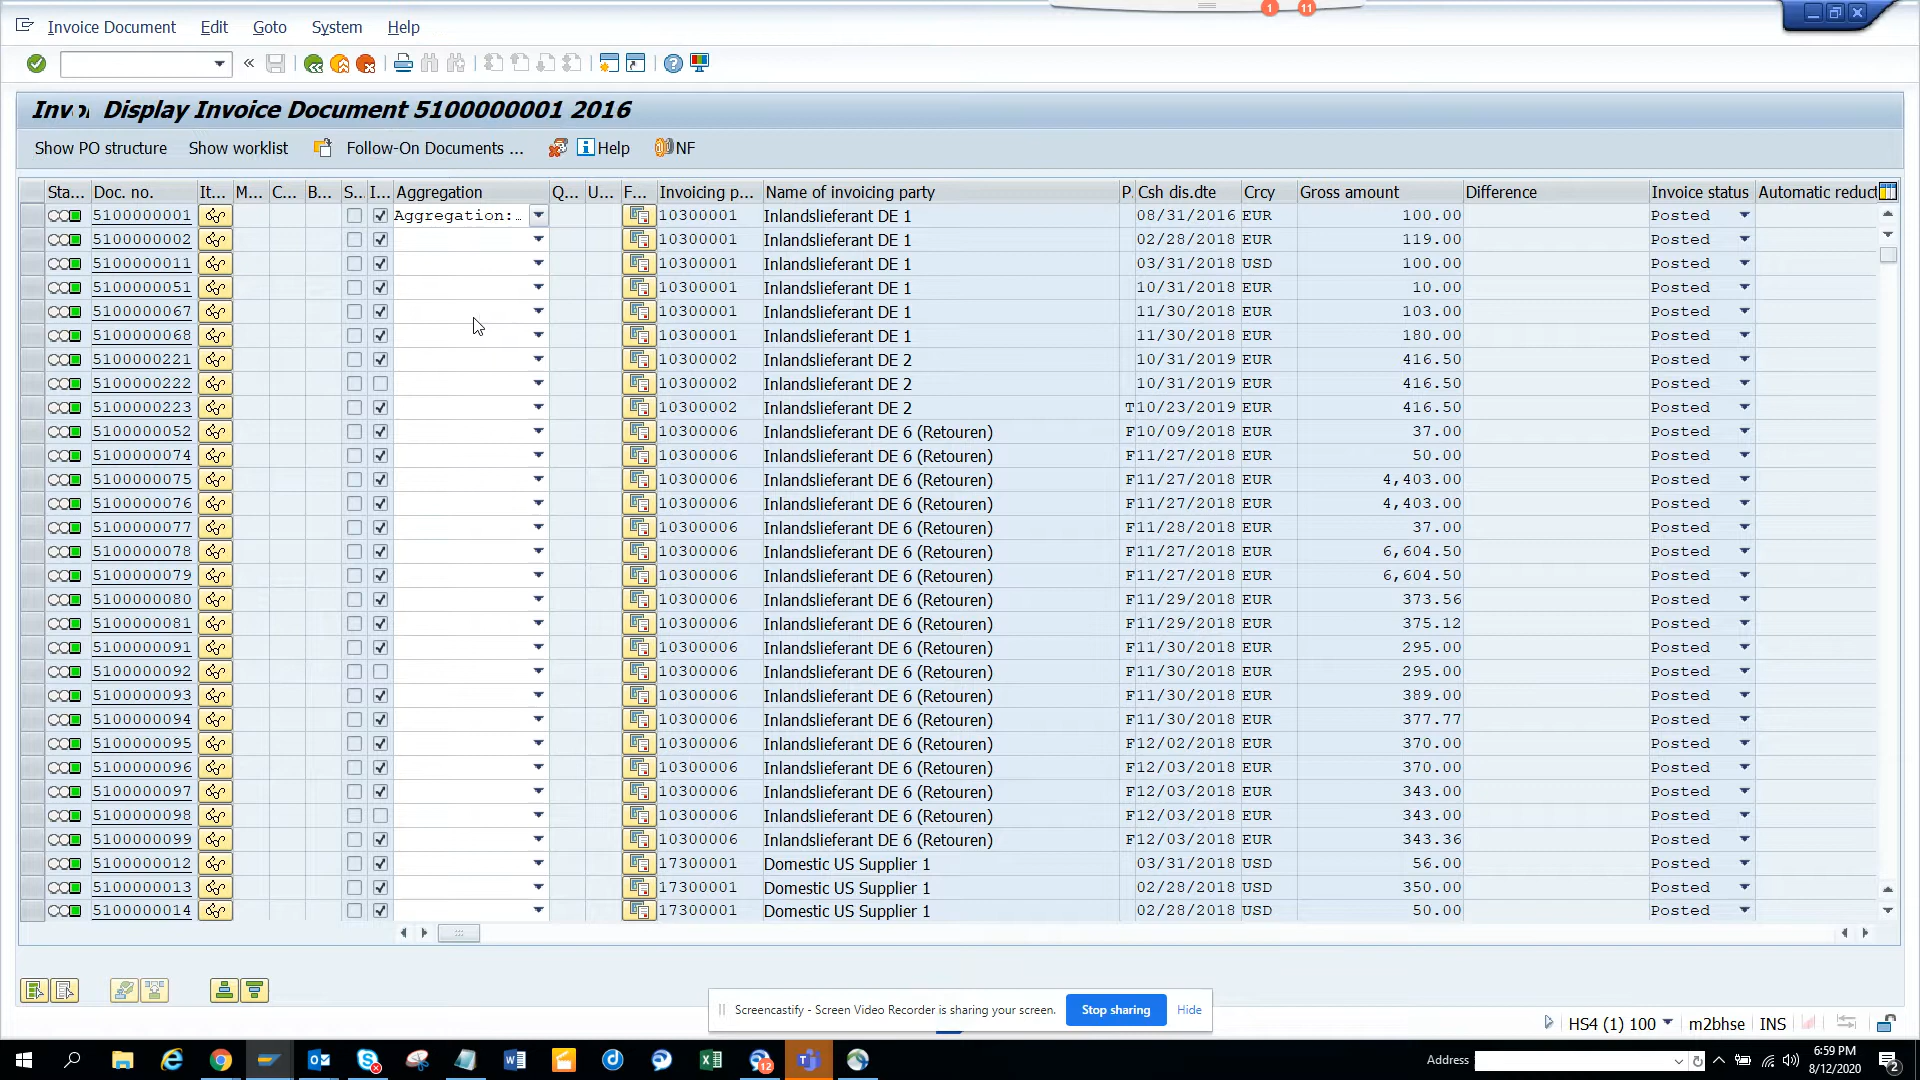 1 11
Invoice Document Edit Goto System Help
Display Invoice Document 5100000001 2016
Show PO structure Show worklist Follow-On Documents ... Help NF
Sta... Doc. no. It... M... C... B... S.. I... Aggregation Q... U... F... Invoicing p... Name of invoicing party P. Csh dis.dte Crcy Gross amount Difference Invoice status Automatic reduct
5100000001 Aggregation:… 10300001 Inlandslieferant DE 1 08/31/2016 EUR 100.00 Posted
5100000002 10300001 Inlandslieferant DE 1 02/28/2018 EUR 119.00 Posted
5100000011 10300001 Inlandslieferant DE 1 03/31/2018 USD 100.00 Posted
5100000051 10300001 Inlandslieferant DE 1 10/31/2018 EUR 10.00 Posted
5100000067 10300001 Inlandslieferant DE 1 11/30/2018 EUR 103.00 Posted
5100000068 10300001 Inlandslieferant DE 1 11/30/2018 EUR 180.00 Posted
5100000221 10300002 Inlandslieferant DE 2 10/31/2019 EUR 416.50 Posted
5100000222 10300002 Inlandslieferant DE 2 10/31/2019 EUR 416.50 Posted
5100000223 10300002 Inlandslieferant DE 2 T 10/23/2019 EUR 416.50 Posted
5100000052 10300006 Inlandslieferant DE 6 (Retouren) F 10/09/2018 EUR 37.00 Posted
5100000074 10300006 Inlandslieferant DE 6 (Retouren) F 11/27/2018 EUR 50.00 Posted
5100000075 10300006 Inlandslieferant DE 6 (Retouren) F 11/27/2018 EUR 4,403.00 Posted
5100000076 10300006 Inlandslieferant DE 6 (Retouren) F 11/27/2018 EUR 4,403.00 Posted
5100000077 10300006 Inlandslieferant DE 6 (Retouren) F 11/28/2018 EUR 37.00 Posted
5100000078 10300006 Inlandslieferant DE 6 (Retouren) F 11/27/2018 EUR 6,604.50 Posted
5100000079 10300006 Inlandslieferant DE 6 (Retouren) F 11/27/2018 EUR 6,604.50 Posted
5100000080 10300006 Inlandslieferant DE 6 (Retouren) F 11/29/2018 EUR 373.56 Posted
5100000081 10300006 Inlandslieferant DE 6 (Retouren) F 11/29/2018 EUR 375.12 Posted
5100000091 10300006 Inlandslieferant DE 6 (Retouren) F 11/30/2018 EUR 295.00 Posted
5100000092 10300006 Inlandslieferant DE 6 (Retouren) F 11/30/2018 EUR 295.00 Posted
5100000093 10300006 Inlandslieferant DE 6 (Retouren) F 11/30/2018 EUR 389.00 Posted
5100000094 10300006 Inlandslieferant DE 6 (Retouren) F 11/30/2018 EUR 377.77 Posted
5100000095 10300006 Inlandslieferant DE 6 (Retouren) F 12/02/2018 EUR 370.00 Posted
5100000096 10300006 Inlandslieferant DE 6 (Retouren) F 12/03/2018 EUR 370.00 Posted
5100000097 10300006 Inlandslieferant DE 6 (Retouren) F 12/03/2018 EUR 343.00 Posted
5100000098 10300006 Inlandslieferant DE 6 (Retouren) F 12/03/2018 EUR 343.00 Posted
5100000099 10300006 Inlandslieferant DE 6 (Retouren) F 12/03/2018 EUR 343.36 Posted
5100000012 17300001 Domestic US Supplier 1 03/31/2018 USD 56.00 Posted
5100000013 17300001 Domestic US Supplier 1 02/28/2018 USD 350.00 Posted
5100000014 17300001 Domestic US Supplier 1 02/28/2018 USD 50.00 Posted
Screencastify - Screen Video Recorder is sharing your screen. Stop sharing Hide
HS4 (1) 100 m2bhse INS
12 Address 6:59 PM
8/12/2020 2